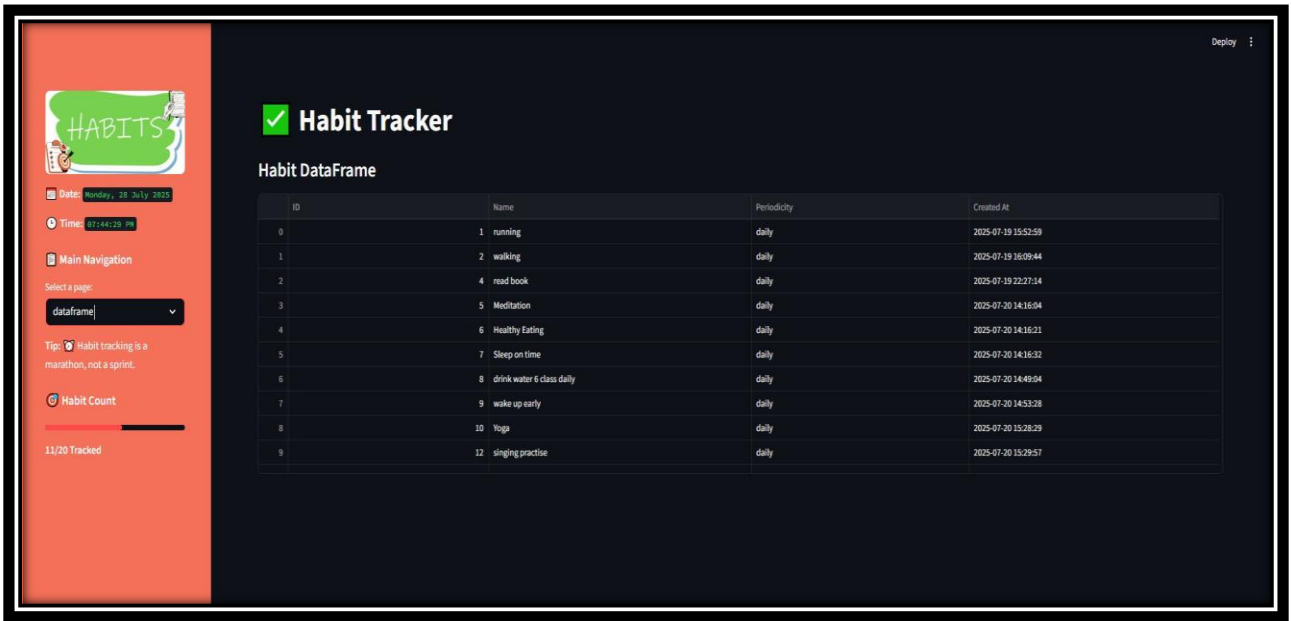 Deploy
HABITS
Date: Monday, 28 July 2025
Time: 07:44:29 PM
Main Navigation
Select a page:
dataframe
Tip: Habit tracking is a
marathon, not a sprint.
Habit Count
11/20 Tracked
Habit Tracker
Habit DataFrame
ID Name Periodicity Created At
0 1 running daily 2025-07-19 15:52:59
1 2 walking daily 2025-07-19 16:09:44
2 4 read book daily 2025-07-19 22:27:14
3 5 Meditation daily 2025-07-20 14:16:04
4 6 Healthy Eating daily 2025-07-20 14:16:21
5 7 Sleep on time daily 2025-07-20 14:16:32
6 8 drink water 6 class daily daily 2025-07-20 14:49:04
7 9 wake up early daily 2025-07-20 14:53:28
8 10 Yoga daily 2025-07-20 15:28:29
9 12 singing practise daily 2025-07-20 15:29:57